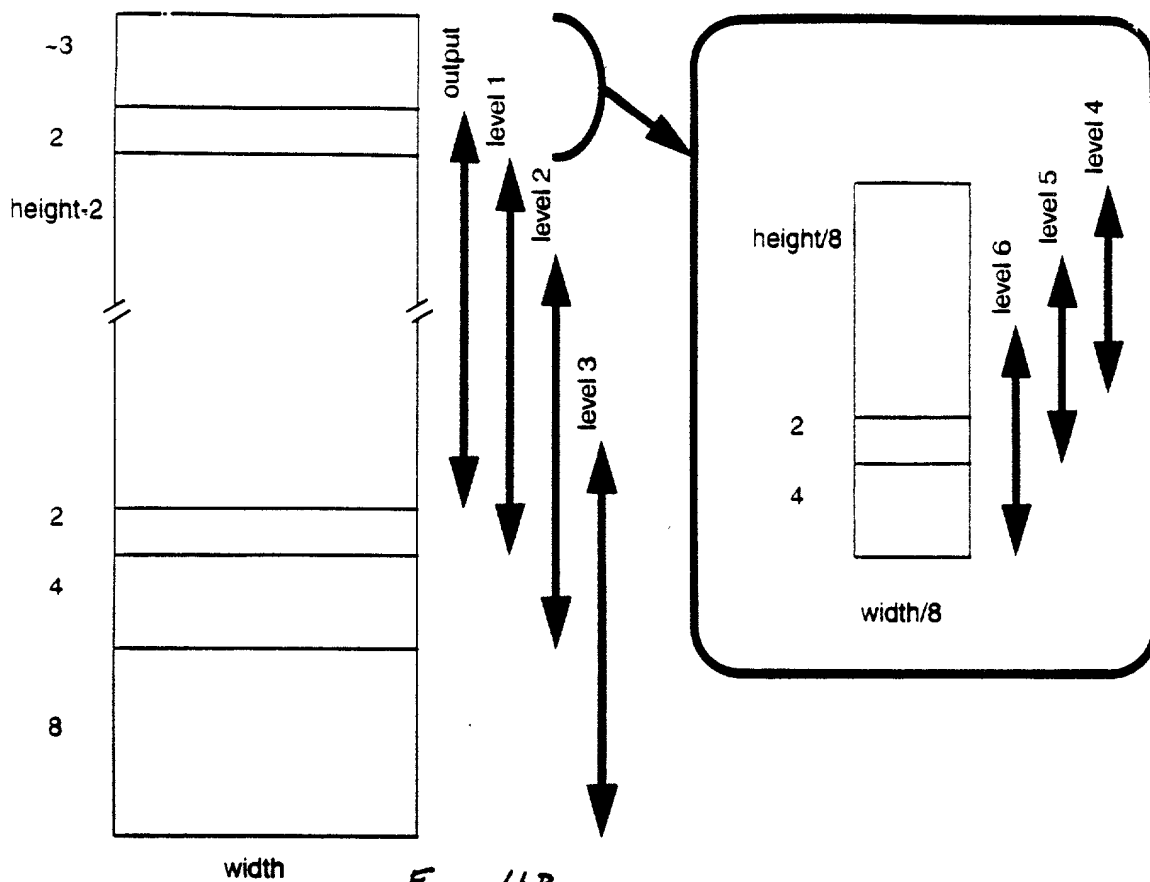 ~3
2
height-2
2
4
8
width
output
level 1
level 2
level 3
height/8
2
4
width/8
level 6
level 5
level 4